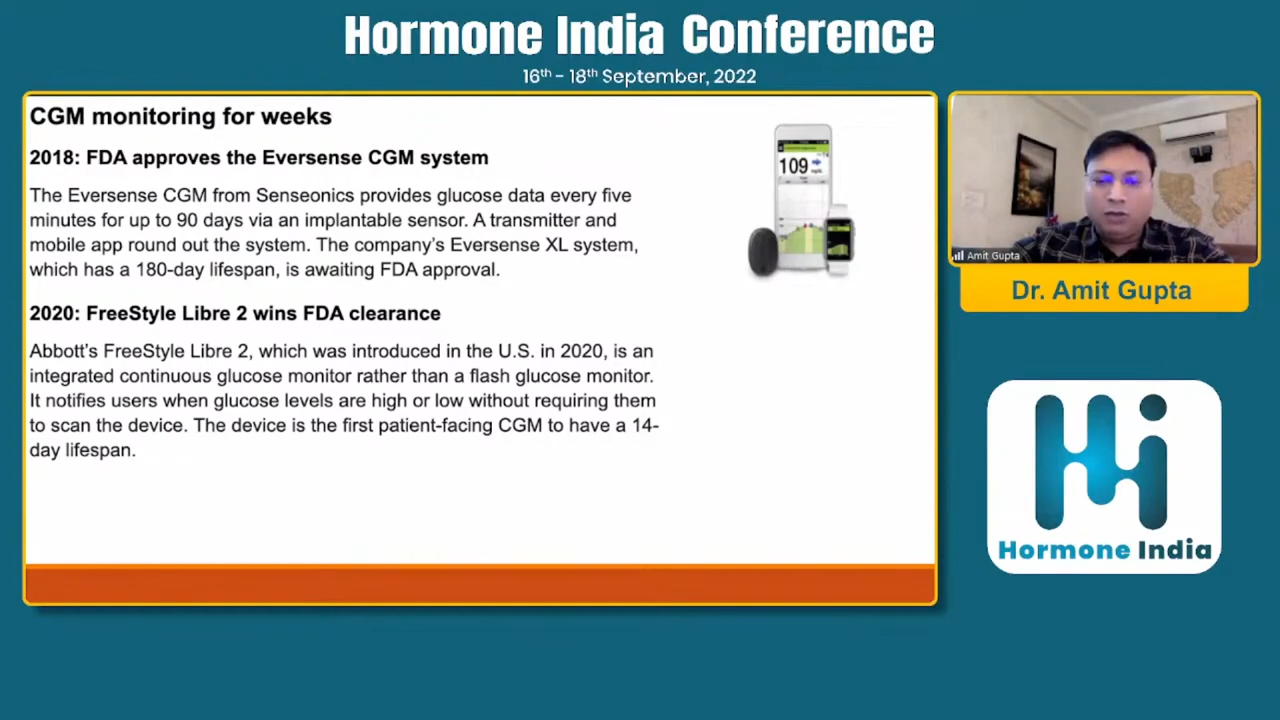 Hormone India Conference
16th - 18th September, 2022
CGM monitoring for weeks
2018: FDA approves the Eversense CGM system
The Eversense CGM from Senseonics provides glucose data every five
minutes for up to 90 days via an implantable sensor. A transmitter and
mobile app round out the system. The company's Eversense XL system,
which has a 180-day lifespan, is awaiting FDA approval.
109
2020: FreeStyle Libre 2 wins FDA clearance
Abbott's FreeStyle Libre 2, which was introduced in the U.S. in 2020, is an
integrated continuous glucose monitor rather than a flash glucose monitor.
It notifies users when glucose levels are high or low without requiring them
to scan the device. The device is the first patient-facing CGM to have a 14-
day lifespan.
Amit Gupta
Dr. Amit Gupta
Hi
Hormone India